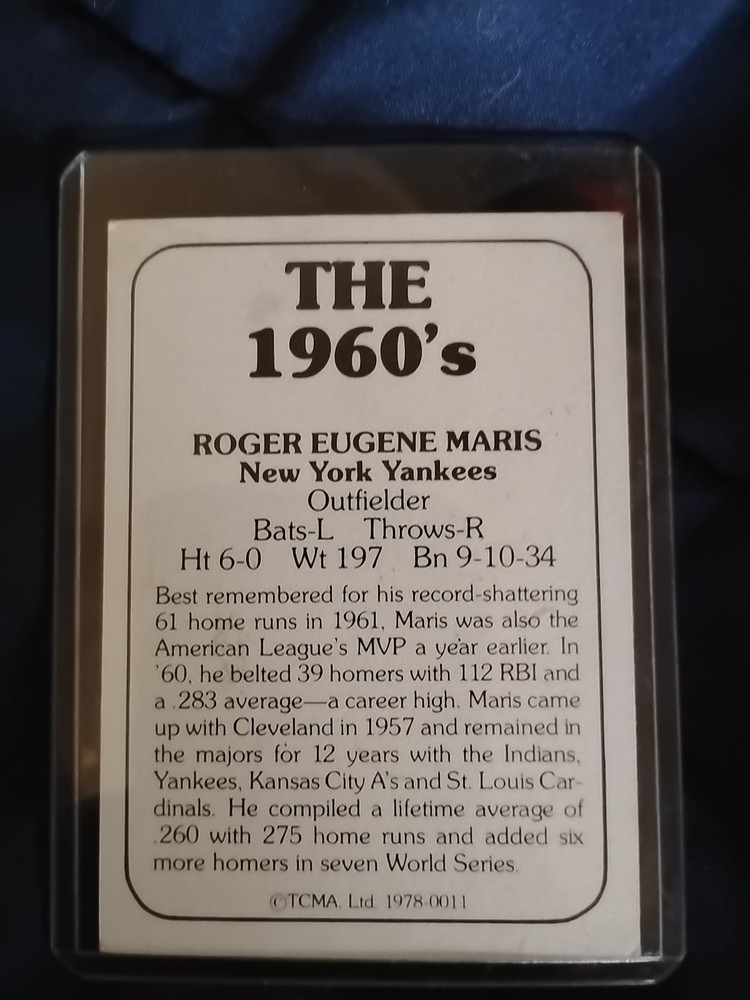 THE
1960's
ROGER EUGENE MARIS
New York Yankees
Outfielder
Bats-L Throws-R
Ht 6-0 Wt 197 Bn 9-10-34
Best remembered for his record-shattering
61 home runs in 1961, Maris was also the
American League's MVP a year earlier. In
'60, he belted 39 homers with 112 RBI and
a .283 average—a career high. Maris came
up with Cleveland in 1957 and remained in
the majors for 12 years with the Indians,
Yankees, Kansas City A's and St. Louis Car-
dinals. He compiled a lifetime average of
.260 with 275 home runs and added six
more homers in seven World Series.
©TCMA, Ltd. 1978-0011